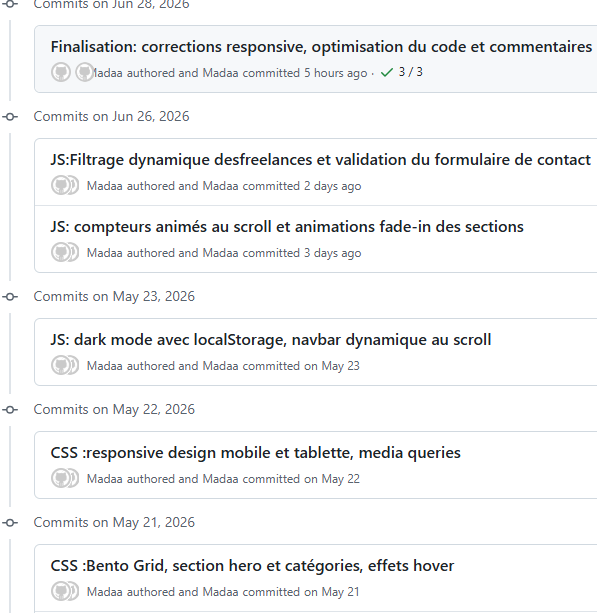 Commits on Jun 28, 2026
Finalisation: corrections responsive, optimisation du code et commentaires
Madaa authored and Madaa committed 5 hours ago · 3 / 3
Commits on Jun 26, 2026
JS:Filtrage dynamique desfreelances et validation du formulaire de contact
Madaa authored and Madaa committed 2 days ago
JS: compteurs animés au scroll et animations fade-in des sections
Madaa authored and Madaa committed 3 days ago
Commits on May 23, 2026
JS: dark mode avec localStorage, navbar dynamique au scroll
Madaa authored and Madaa committed on May 23
Commits on May 22, 2026
CSS :responsive design mobile et tablette, media queries
Madaa authored and Madaa committed on May 22
Commits on May 21, 2026
CSS :Bento Grid, section hero et catégories, effets hover
Madaa authored and Madaa committed on May 21